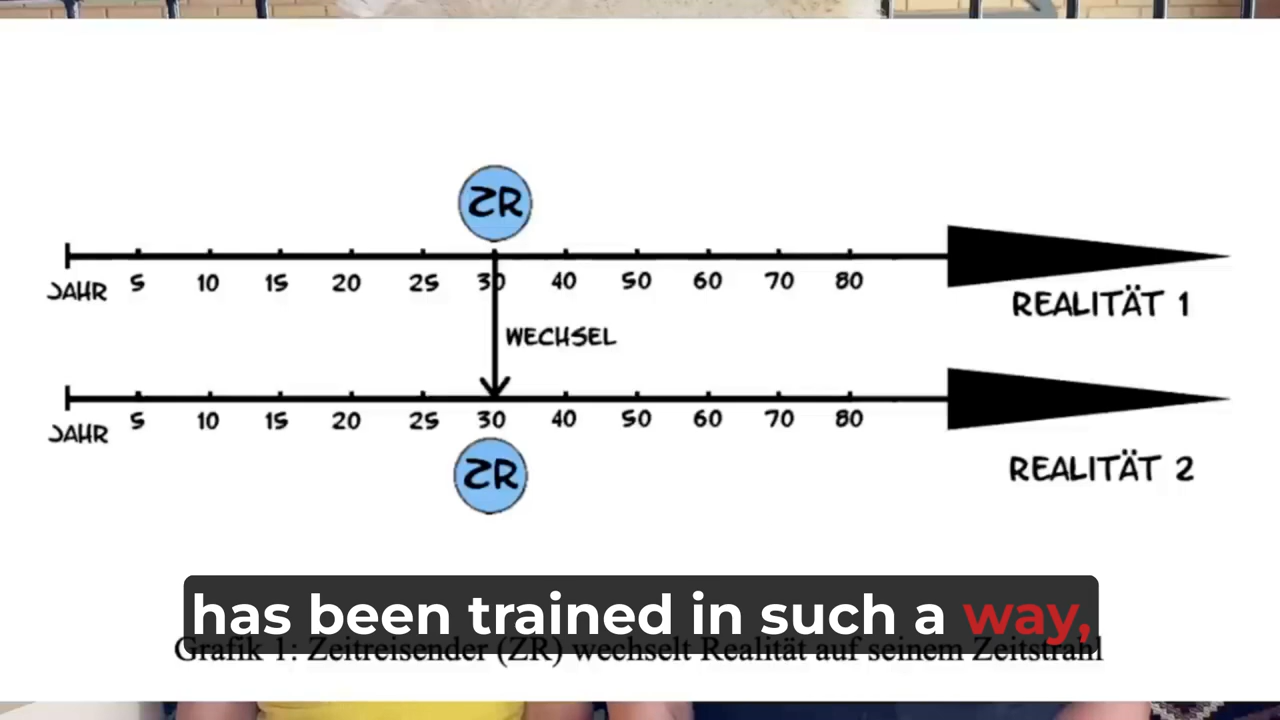 ZR
JAHR 5 10 15 20 25 30 40 50 60 70 80
REALITÄT 1
WECHSEL
JAHR 5 10 15 20 25 30 40 50 60 70 80
REALITÄT 2
ZR
has been trained in such a way,
Grafik 1: Zeitreisender (ZR) wechselt Realität auf seinem Zeitstrahl